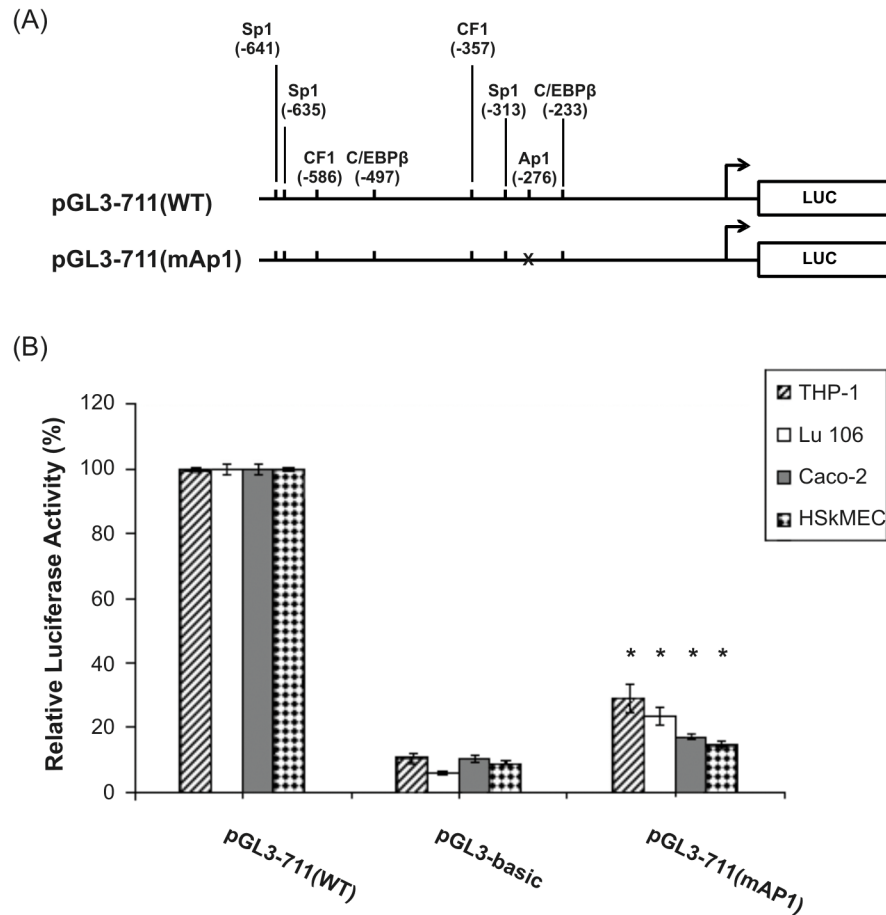 (A)
Sp1
(-641)
CF1
(-357)
Sp1
(-635)
Sp1
(-313)
C/EBPβ
(-233)
CF1
(-586)
C/EBPβ
(-497)
Ap1
(-276)
pGL3-711(WT)
LUC
pGL3-711(mAp1)
x
LUC
(B)
Relative Luciferase Activity (%)
120
100
80
60
40
20
0
* * * *
THP-1
Lu 106
Caco-2
HSkMEC
pGL3-711(WT)
pGL3-basic
pGL3-711(mAP1)